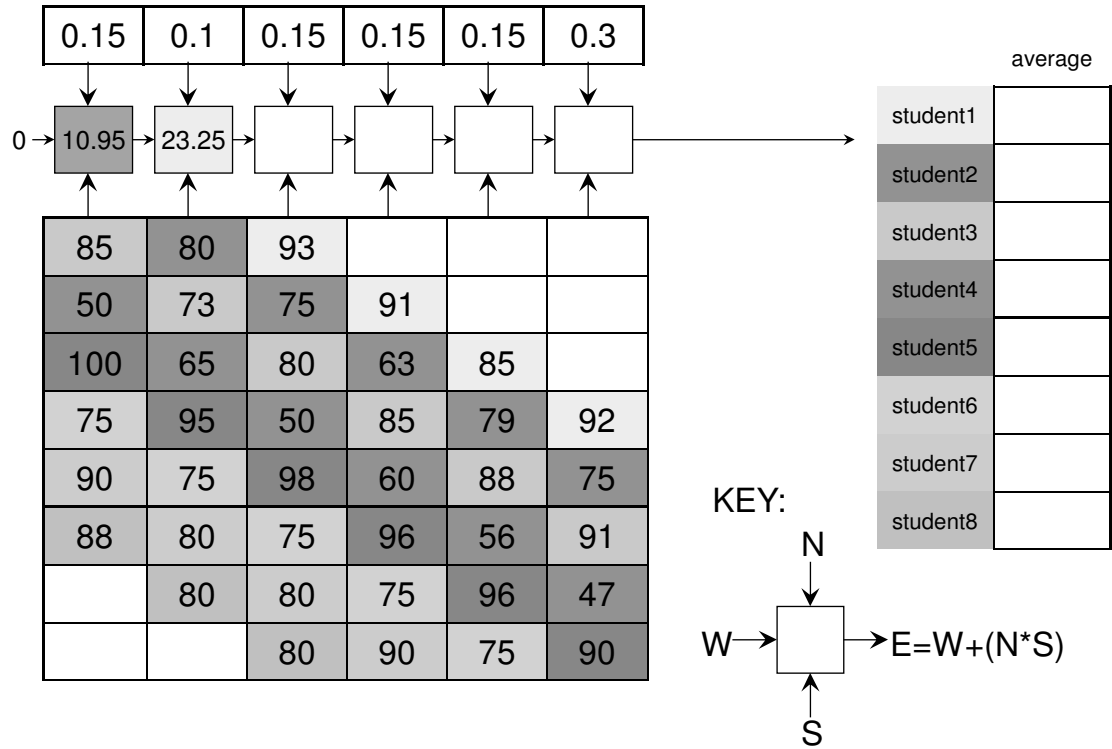 0.15 0.1 0.15 0.15 0.15 0.3
0 10.95 23.25
85 80 93
50 73 75 91
100 65 80 63 85
75 95 50 85 79 92
90 75 98 60 88 75
88 80 75 96 56 91
80 80 75 96 47
80 90 75 90
average
student1
student2
student3
student4
student5
student6
student7
student8
KEY:
N
W E=W+(N*S)
S